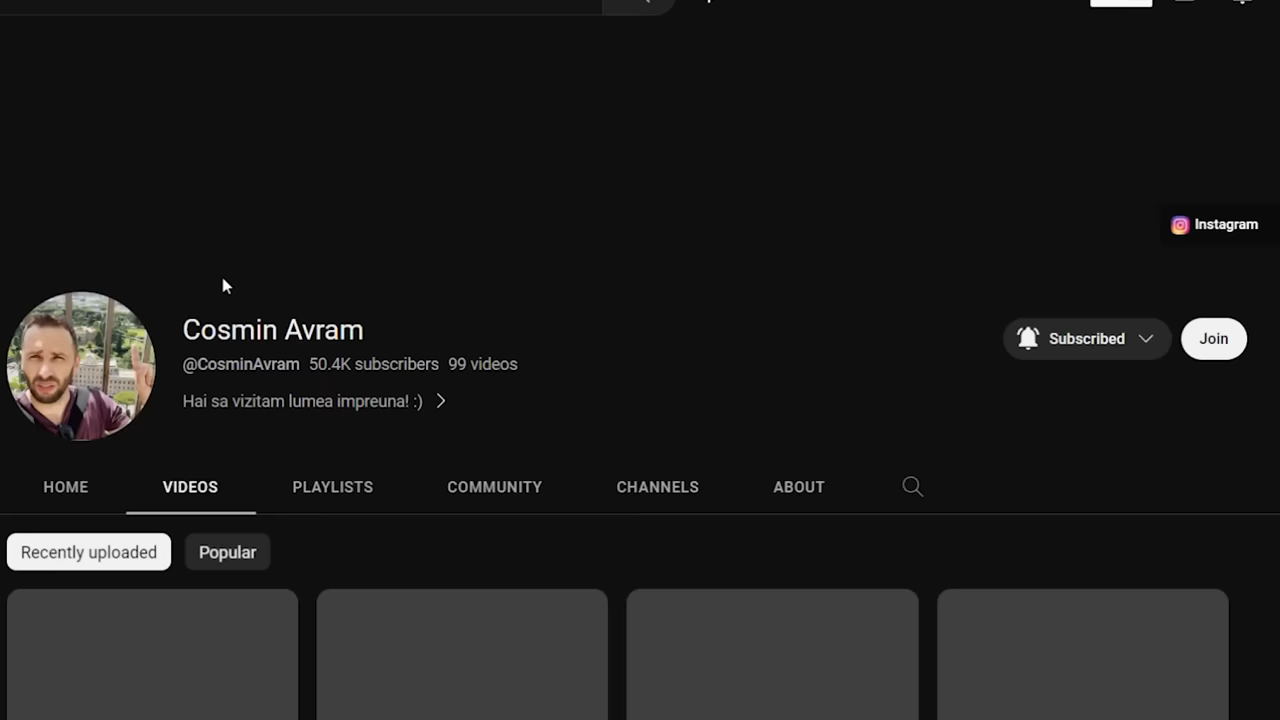 Instagram
Cosmin Avram
@CosminAvram 50.4K subscribers 99 videos
Subscribed
Join
Hai sa vizitam lumea impreuna! :)
HOME VIDEOS PLAYLISTS COMMUNITY CHANNELS ABOUT
Recently uploaded Popular